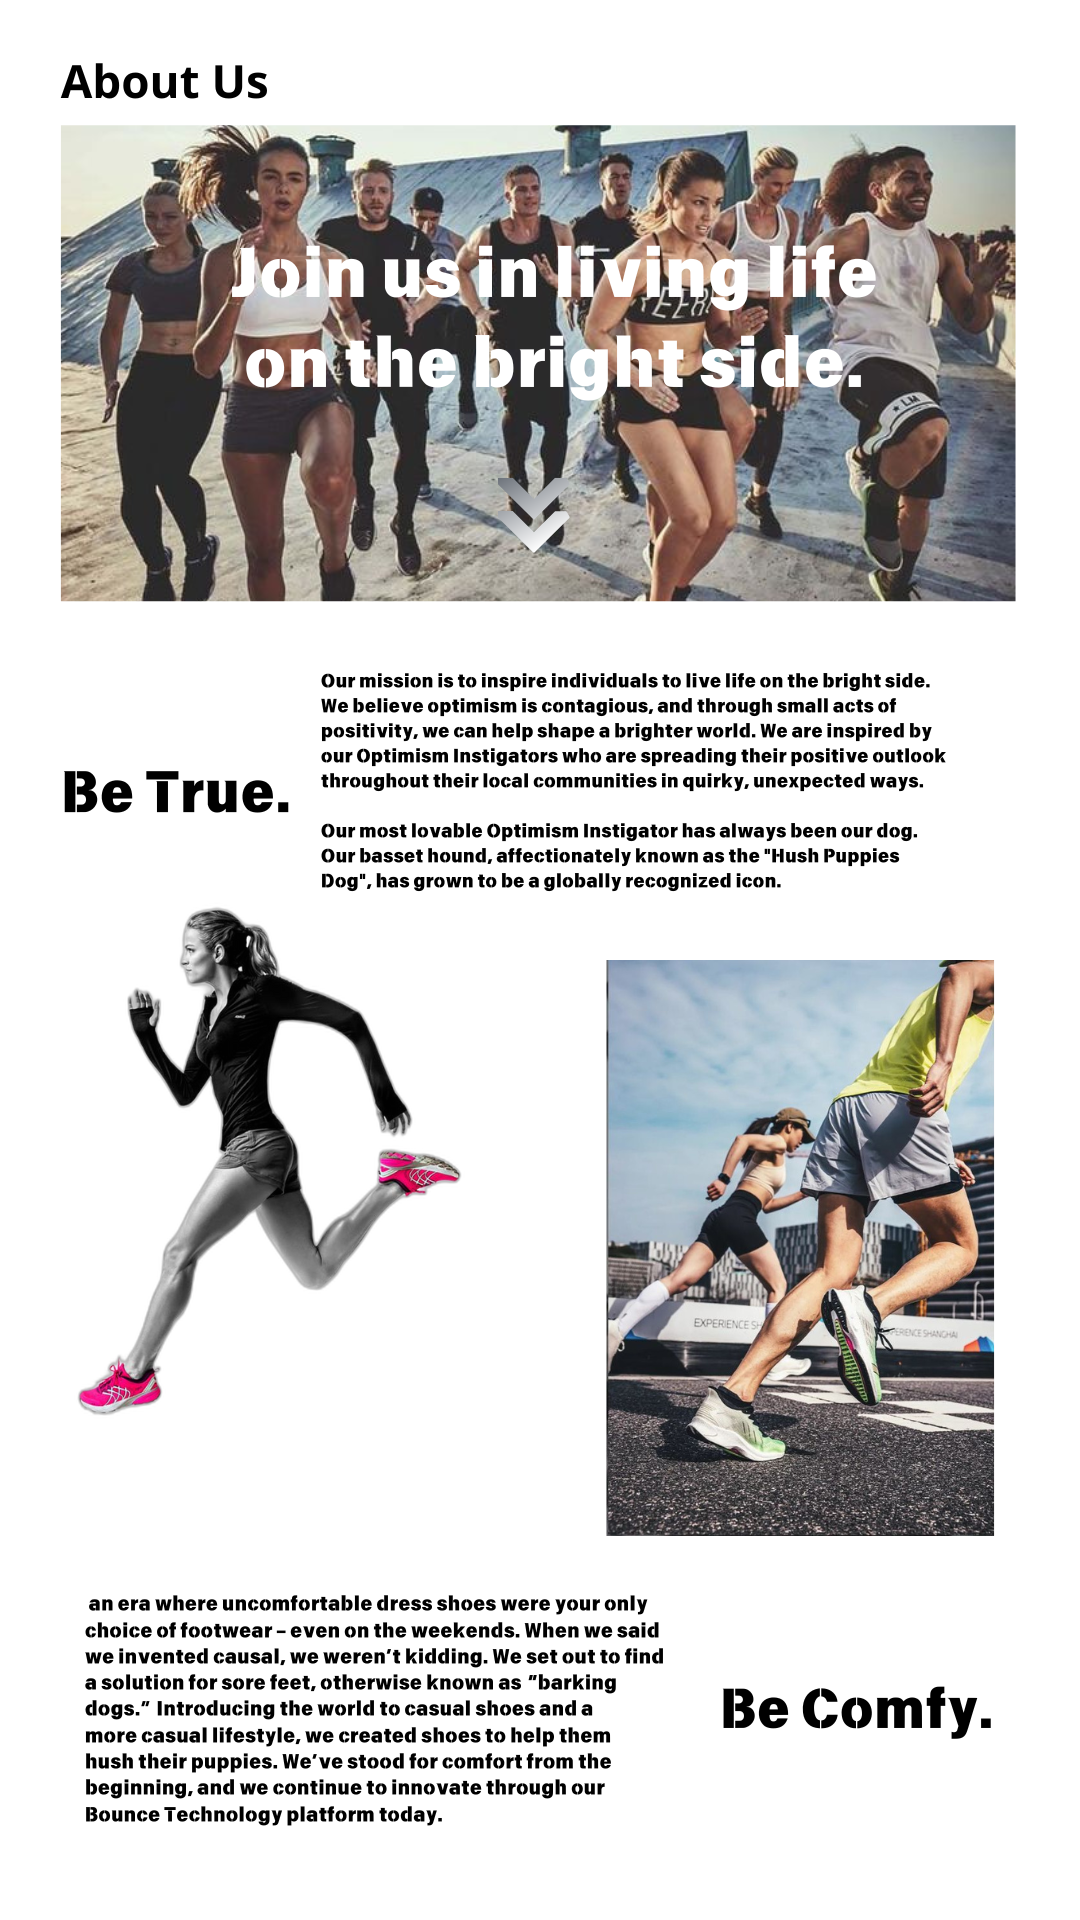 About Us
Join us in living life
on the bright side.
Our mission is to inspire individuals to live life on the bright side.
We believe optimism is contagious, and through small acts of
positivity, we can help shape a brighter world. We are inspired by
our Optimism Instigators who are spreading their positive outlook
throughout their local communities in quirky, unexpected ways.
Be True.
Our most lovable Optimism Instigator has always been our dog.
Our basset hound, affectionately known as the "Hush Puppies
Dog", has grown to be a globally recognized icon.
EXPERIENCE SH
PERIENCE SHANGHAI
an era where uncomfortable dress shoes were your only
choice of footwear – even on the weekends. When we said
we invented causal, we weren’t kidding. We set out to find
a solution for sore feet, otherwise known as ”barking
dogs.” Introducing the world to casual shoes and a
more casual lifestyle, we created shoes to help them
hush their puppies. We’ve stood for comfort from the
beginning, and we continue to innovate through our
Bounce Technology platform today.
Be Comfy.